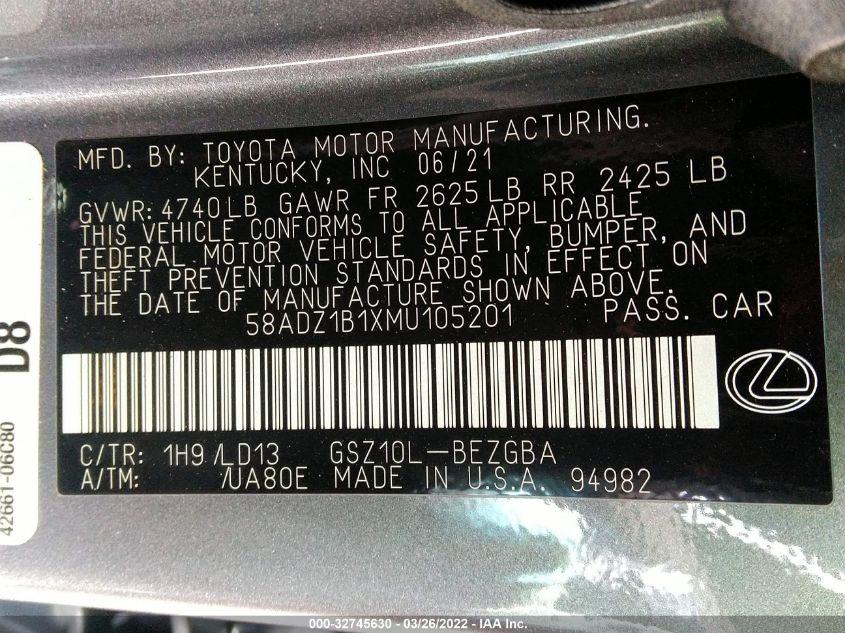 MFD. BY: TOYOTA MOTOR MANUFACTURING.
KENTUCKY, INC 06/21
GVWR: 4740LB GAWR FR 2625 LB RR 2425 LB
THIS VEHICLE CONFORMS TO ALL APPLICABLE
FEDERAL MOTOR VEHICLE SAFETY, BUMPER, AND
THEFT PREVENTION STANDARDS IN EFFECT ON
THE DATE OF MANUFACTURE SHOWN ABOVE.
58ADZ1B1XMU105201 PASS. CAR
C/TR: 1H9 /LD13 GSZ10L-BEZGBA
A/TM: /UA80E MADE IN U.S.A. 94982
D8
42661-06C80
000-32745630 - 03/26/2022 - IAA Inc.